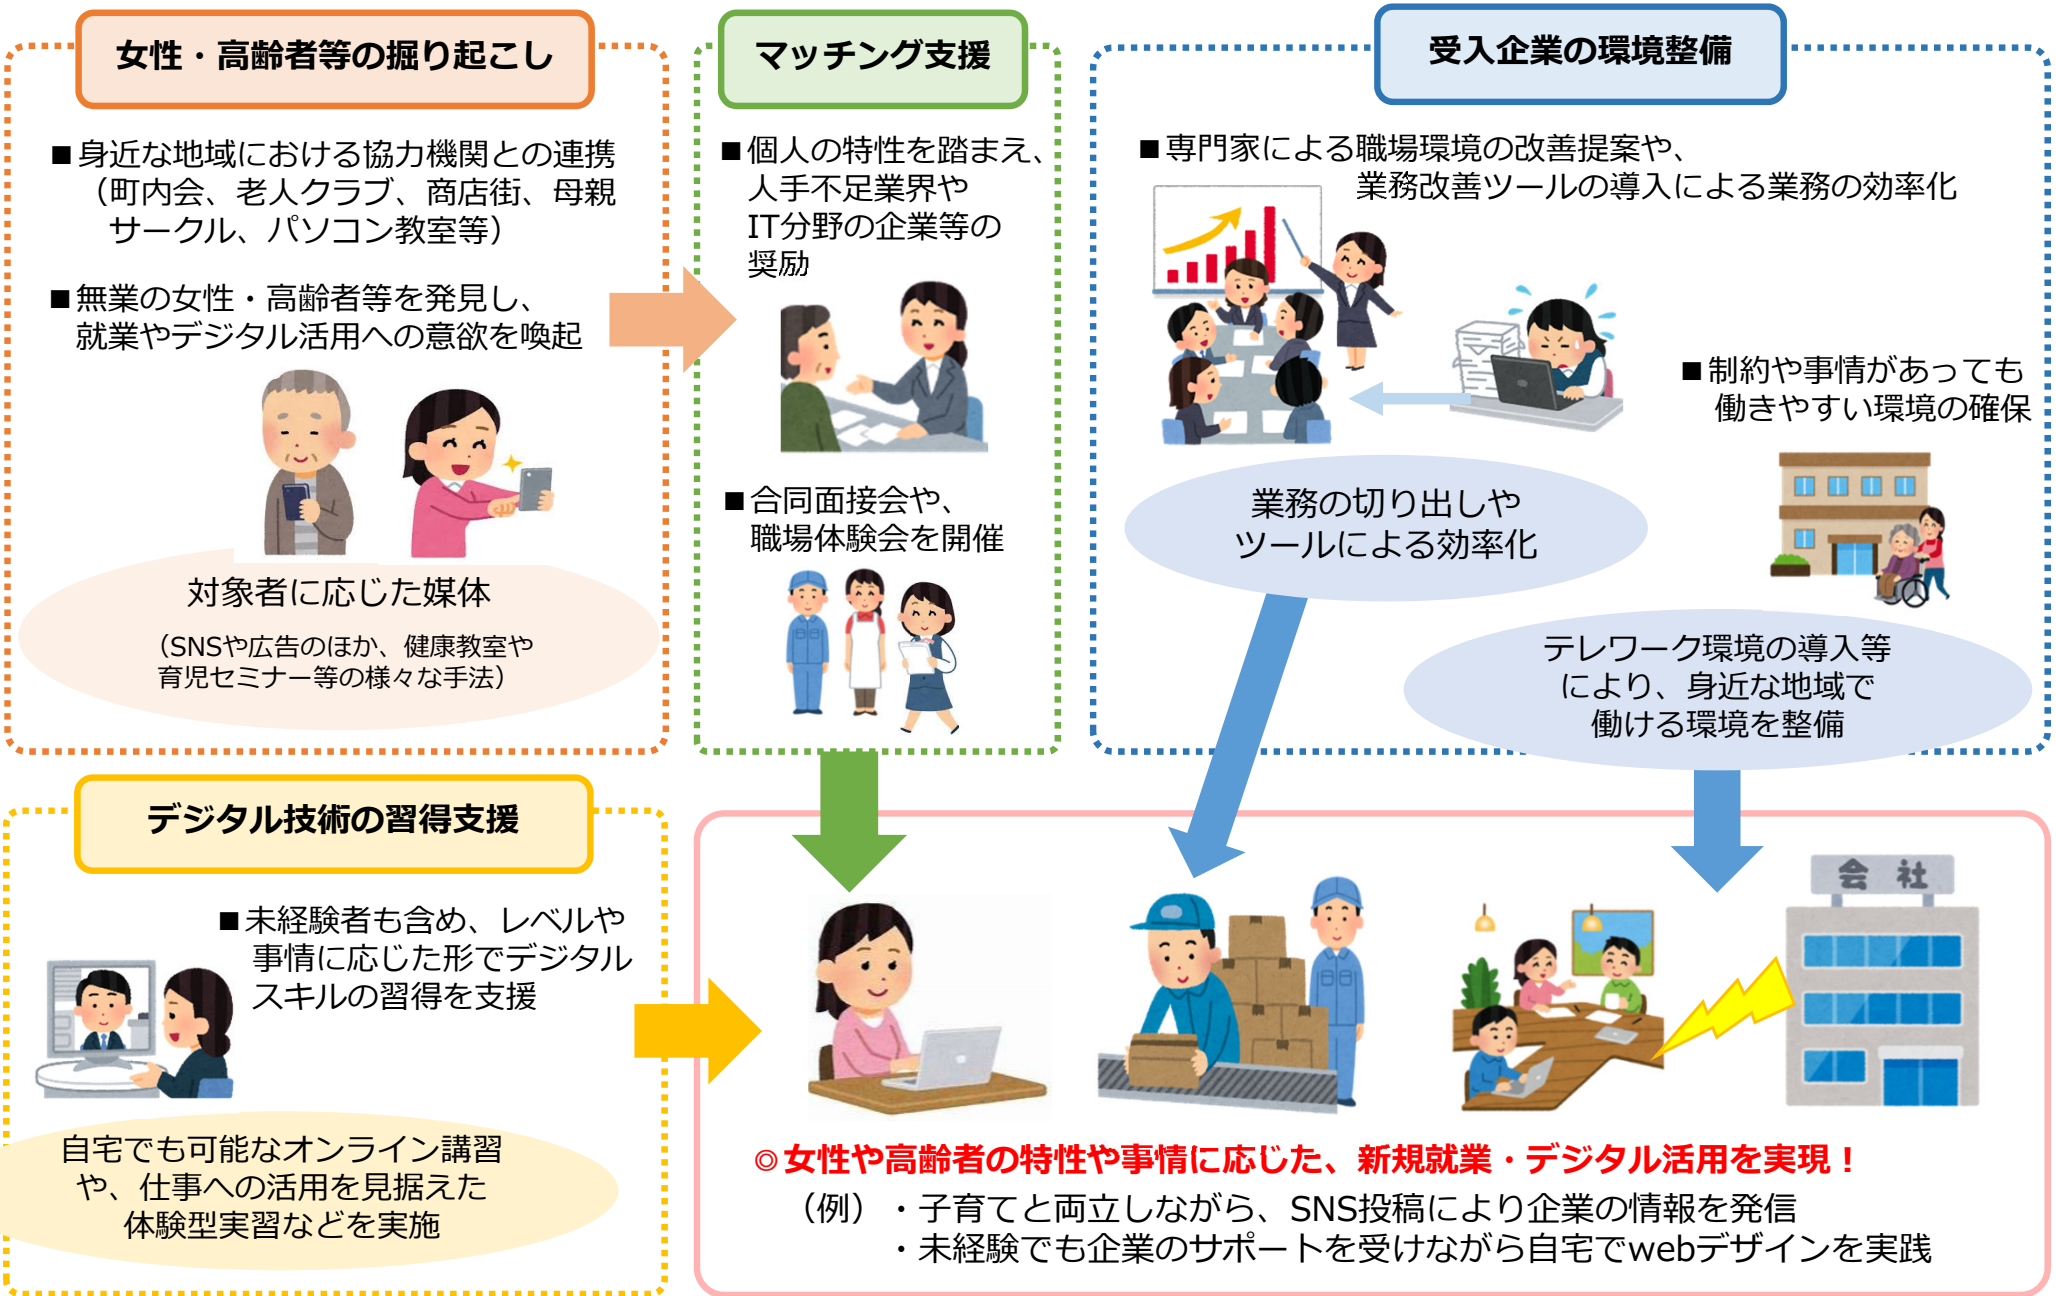 女性・高齢者等の掘り起こし
■身近な地域における協力機関との連携
（町内会、老人クラブ、商店街、母親
サークル、パソコン教室等）
■無業の女性・高齢者等を発見し、
就業やデジタル活用への意欲を喚起
対象者に応じた媒体
（SNSや広告のほか、健康教室や
育児セミナー等の様々な手法）
マッチング支援
■個人の特性を踏まえ、
人手不足業界や
IT分野の企業等の
奨励
■合同面接会や、
職場体験会を開催
受入企業の環境整備
■専門家による職場環境の改善提案や、
業務改善ツールの導入による業務の効率化
■制約や事情があっても
働きやすい環境の確保
業務の切り出しや
ツールによる効率化
テレワーク環境の導入等
により、身近な地域で
働ける環境を整備
デジタル技術の習得支援
■未経験者も含め、レベルや
事情に応じた形でデジタル
スキルの習得を支援
自宅でも可能なオンライン講習
や、仕事への活用を見据えた
体験型実習などを実施
会社
◎女性や高齢者の特性や事情に応じた、新規就業・デジタル活用を実現！
（例）・子育てと両立しながら、SNS投稿により企業の情報を発信
・未経験でも企業のサポートを受けながら自宅でwebデザインを実践